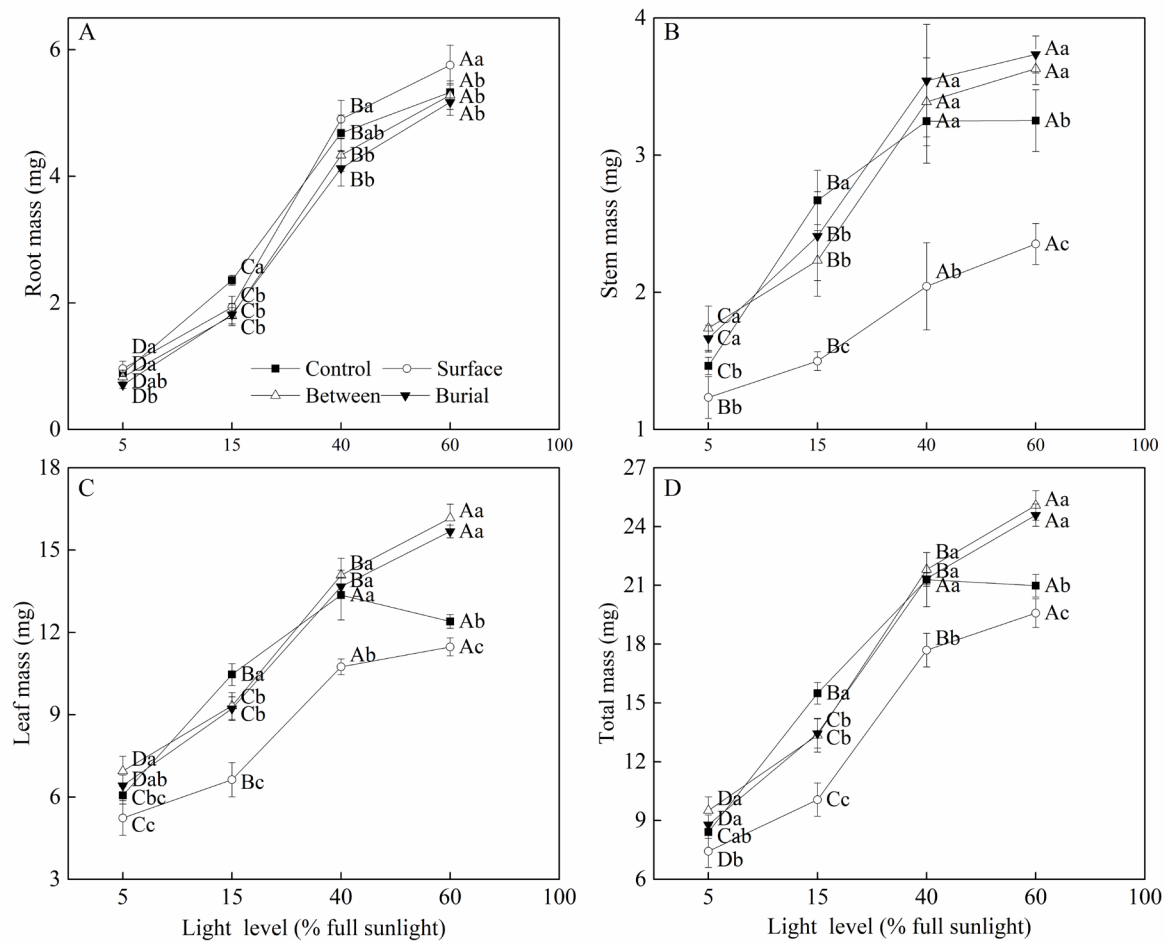 A
Root mass (mg)
6
4
2
0
Aa
Ab
Ab
Ab
Ba
Bab
Bb
Bb
Ca
Cb
Cb
Cb
Da
Da
Dab
Db
Control
Surface
Between
Burial
5
15
40
60
100
B
Stem mass (mg)
4
3
2
1
Aa
Aa
Ab
Ac
Aa
Aa
Aa
Ab
Ba
Bb
Bb
Bc
Ca
Ca
Cb
Bb
5
15
40
60
100
C
Leaf mass (mg)
18
15
12
9
6
3
Aa
Aa
Ab
Ac
Ba
Ba
Aa
Ab
Ba
Cb
Cb
Bc
Da
Dab
Cbc
Cc
5
15
40
60
100
Light level (% full sunlight)
D
Total mass (mg)
27
24
21
18
15
12
9
6
Aa
Aa
Ab
Ac
Ba
Ba
Aa
Bb
Ba
Cb
Cb
Cc
Da
Da
Cab
Db
5
15
40
60
100
Light level (% full sunlight)